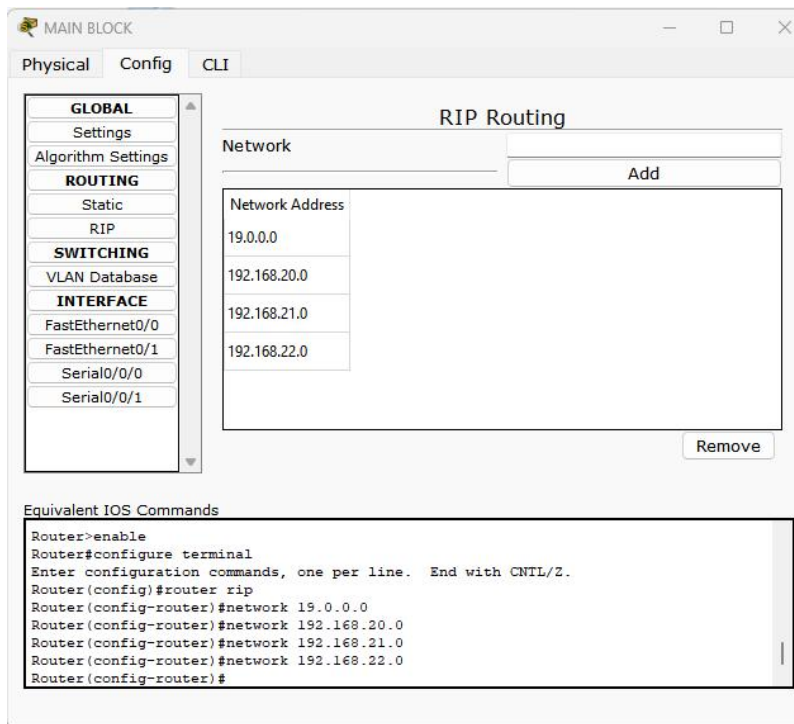 MAIN BLOCK
Physical Config CLI
GLOBAL
Settings
Algorithm Settings
ROUTING
Static
RIP
SWITCHING
VLAN Database
INTERFACE
FastEthernet0/0
FastEthernet0/1
Serial0/0/0
Serial0/0/1
RIP Routing
Network
Add
Network Address
19.0.0.0
192.168.20.0
192.168.21.0
192.168.22.0
Remove
Equivalent IOS Commands
Router>enable
Router#configure terminal
Enter configuration commands, one per line.  End with CNTL/Z.
Router(config)#router rip
Router(config-router)#network 19.0.0.0
Router(config-router)#network 192.168.20.0
Router(config-router)#network 192.168.21.0
Router(config-router)#network 192.168.22.0
Router(config-router)#